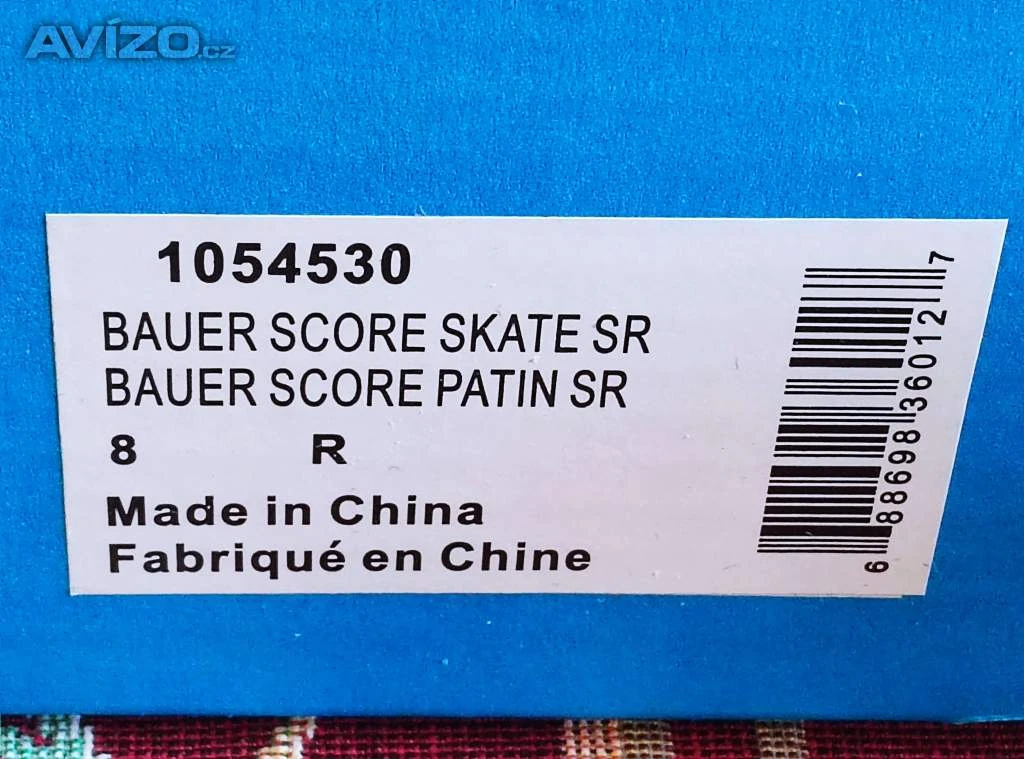 AVÍZO.cz
1054530
BAUER SCORE SKATE SR
BAUER SCORE PATIN SR
8 R
Made in China
Fabriqué en Chine
6 88698 36012 7